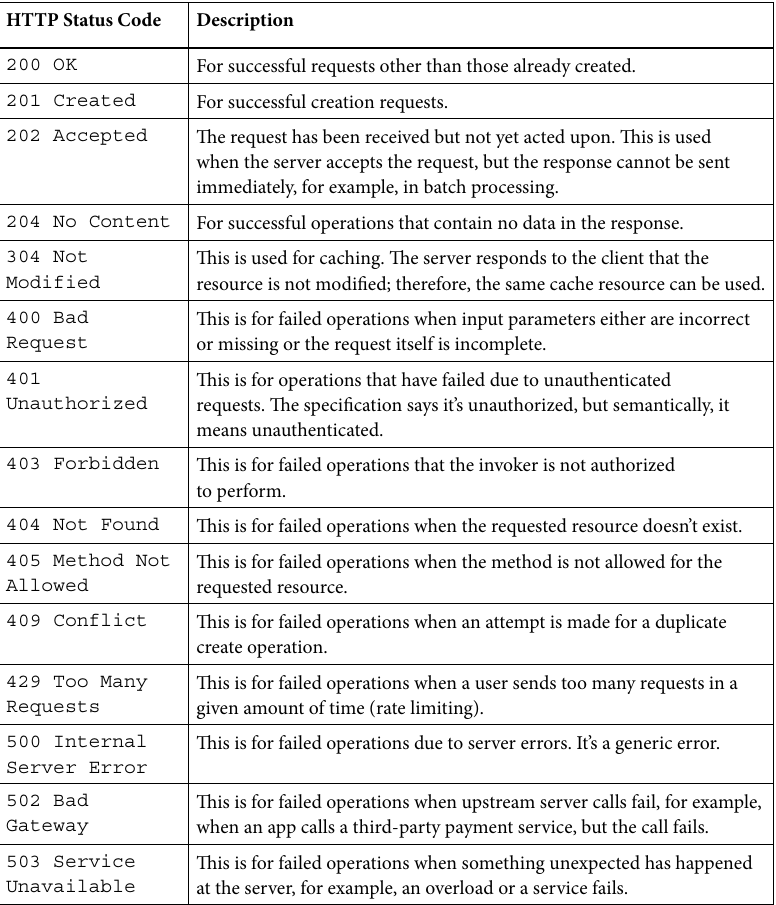 HTTP Status Code Description
200 OK For successful requests other than those already created.
201 Created For successful creation requests.
202 Accepted The request has been received but not yet acted upon. This is used
when the server accepts the request, but the response cannot be sent
immediately, for example, in batch processing.
204 No Content For successful operations that contain no data in the response.
304 Not This is used for caching. The server responds to the client that the
Modified resource is not modified; therefore, the same cache resource can be used.
400 Bad This is for failed operations when input parameters either are incorrect
Request or missing or the request itself is incomplete.
401 This is for operations that have failed due to unauthenticated
Unauthorized requests. The specification says it’s unauthorized, but semantically, it
means unauthenticated.
403 Forbidden This is for failed operations that the invoker is not authorized
to perform.
404 Not Found This is for failed operations when the requested resource doesn’t exist.
405 Method Not This is for failed operations when the method is not allowed for the
Allowed requested resource.
409 Conflict This is for failed operations when an attempt is made for a duplicate
create operation.
429 Too Many This is for failed operations when a user sends too many requests in a
Requests given amount of time (rate limiting).
500 Internal This is for failed operations due to server errors. It’s a generic error.
Server Error
502 Bad This is for failed operations when upstream server calls fail, for example,
Gateway when an app calls a third-party payment service, but the call fails.
503 Service This is for failed operations when something unexpected has happened
Unavailable at the server, for example, an overload or a service fails.